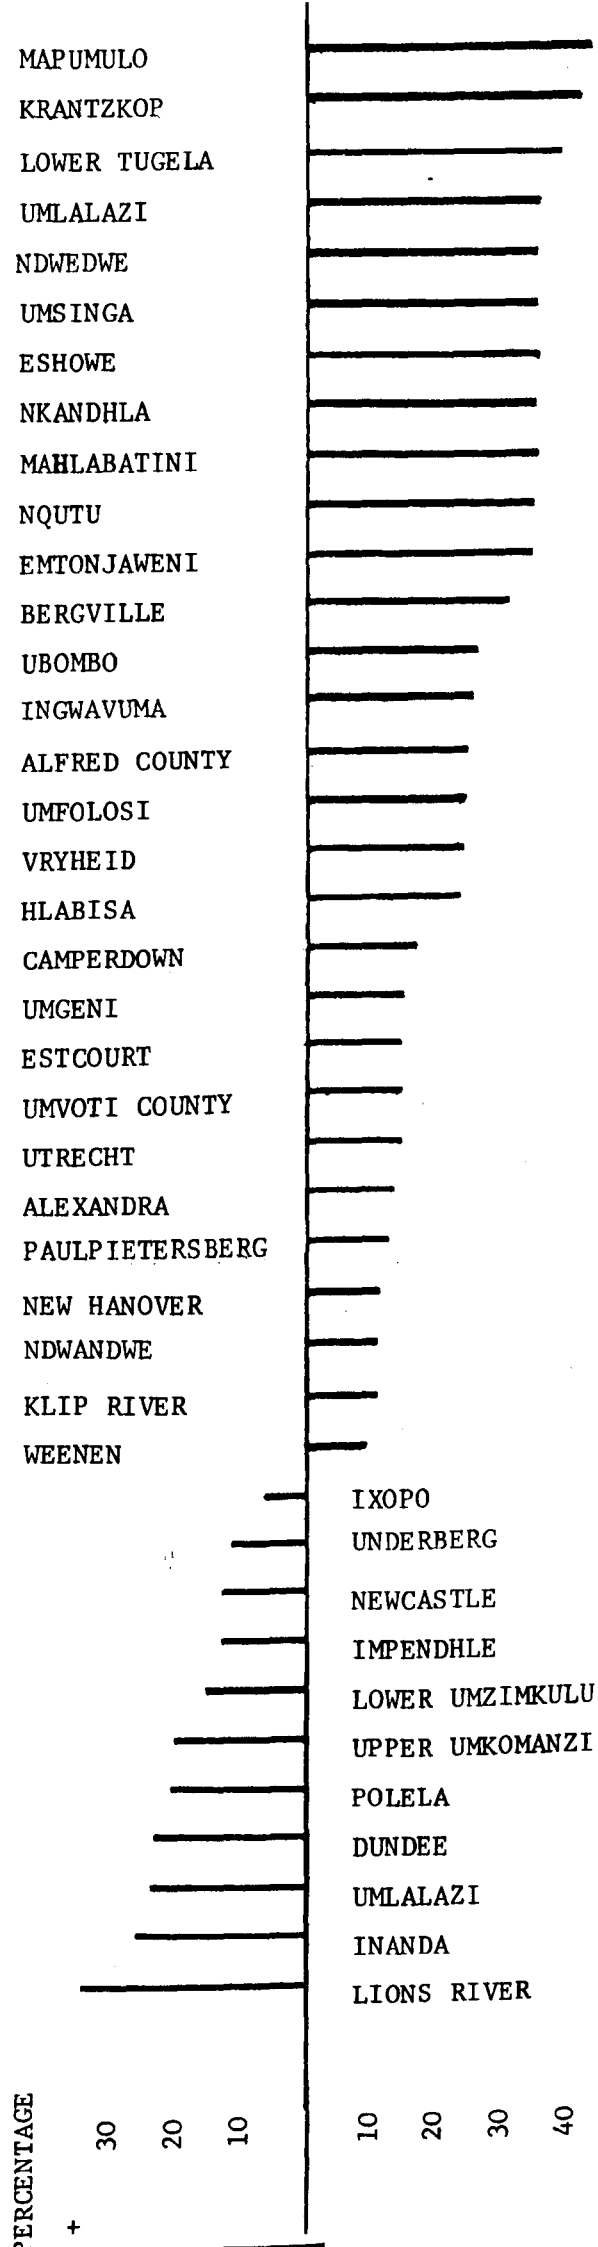 MAPUMULO
KRANTZKOP
LOWER TUGELA
UMLALAZI
NDWEDWE
UMSINGA
ESHOWE
NKANDHLA
MAHLABATINI
NQUTU
EMTONJAWENI
BERGVILLE
UBOMBO
INGWAVUMA
ALFRED COUNTY
UMFOLOSI
VRYHEID
HLABISA
CAMPERDOWN
UMGENI
ESTCOURT
UMVOTI COUNTY
UTRECHT
ALEXANDRA
PAULPIETERSBERG
NEW HANOVER
NDWANDWE
KLIP RIVER
WEENEN
IXOPO
UNDERBERG
NEWCASTLE
IMPENDHLE
LOWER UMZIMKULU
UPPER UMKOMANZI
POLELA
DUNDEE
UMLALAZI
INANDA
LIONS RIVER
PERCENTAGE
30 20 10 10 20 30 40
+